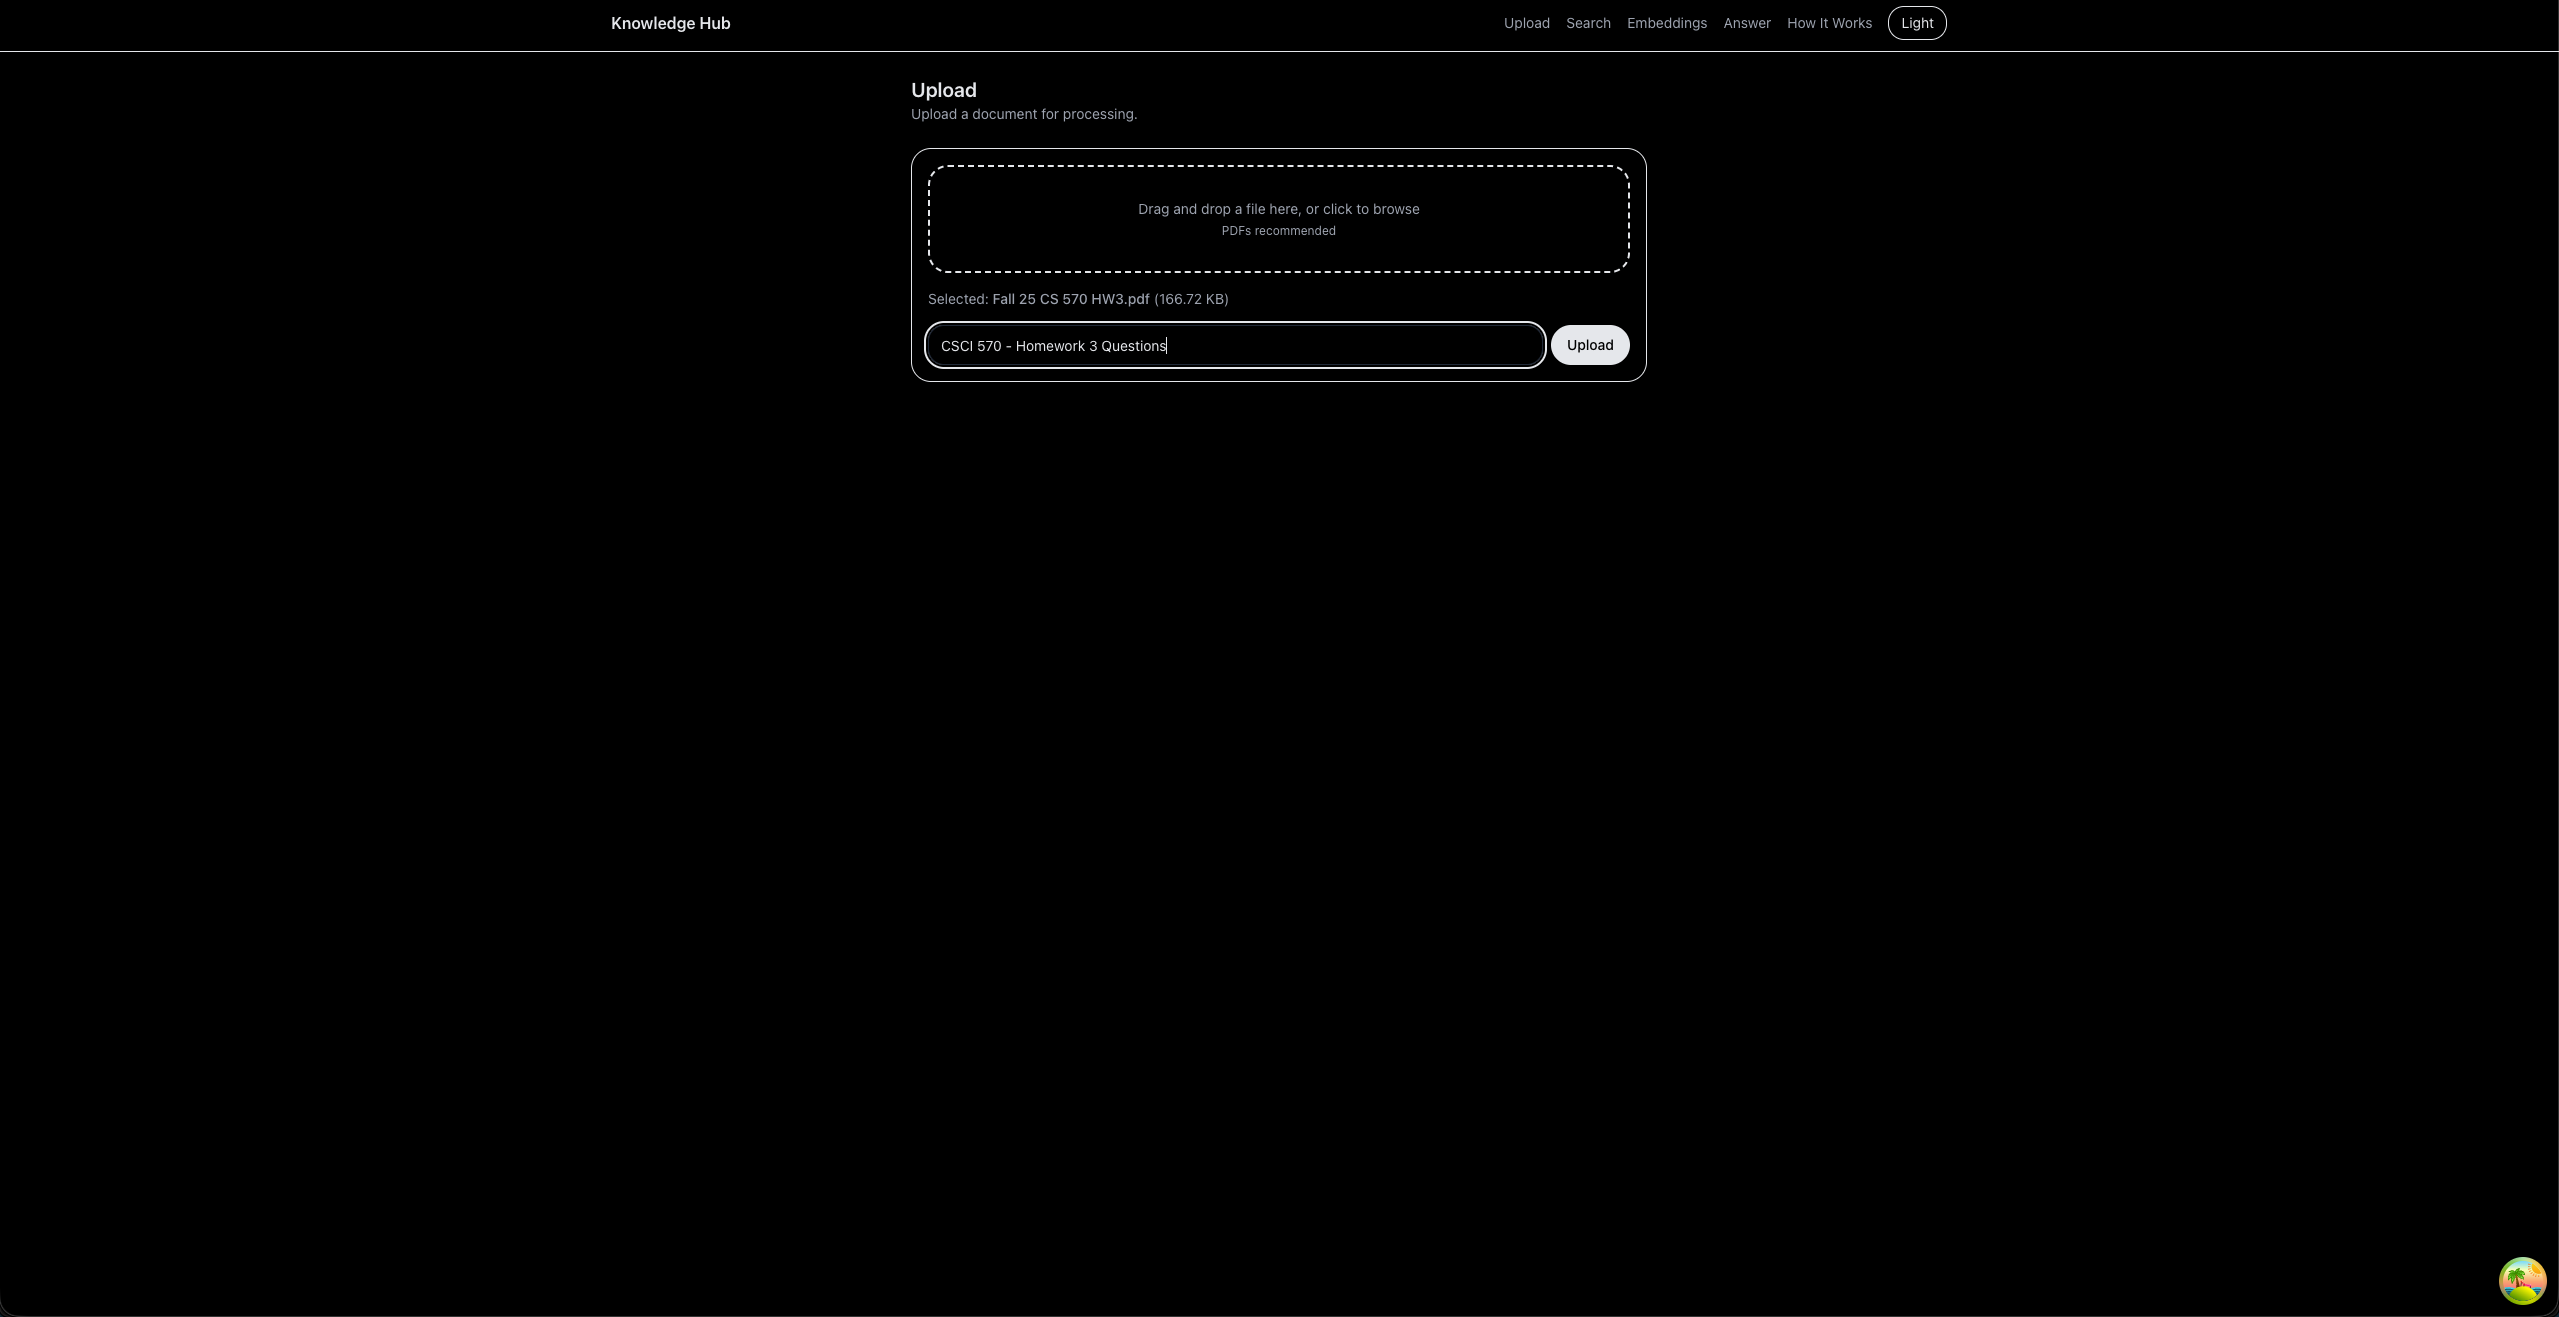 Knowledge Hub
Upload Search Embeddings Answer How It Works Light
Upload
Upload a document for processing.
Drag and drop a file here, or click to browse
PDFs recommended
Selected: Fall 25 CS 570 HW3.pdf (166.72 KB)
CSCI 570 - Homework 3 Questions
Upload